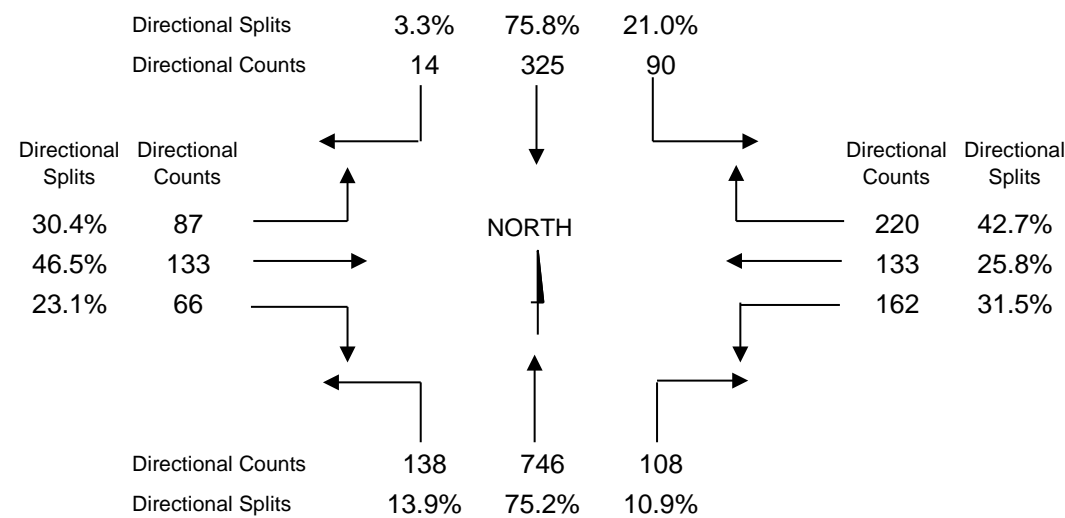 Directional Splits 3.3% 75.8% 21.0%
Directional Counts 14 325 90
Directional Directional Directional Directional
Splits Counts Counts Splits
30.4% 87 NORTH 220 42.7%
46.5% 133 133 25.8%
23.1% 66 162 31.5%
Directional Counts 138 746 108
Directional Splits 13.9% 75.2% 10.9%